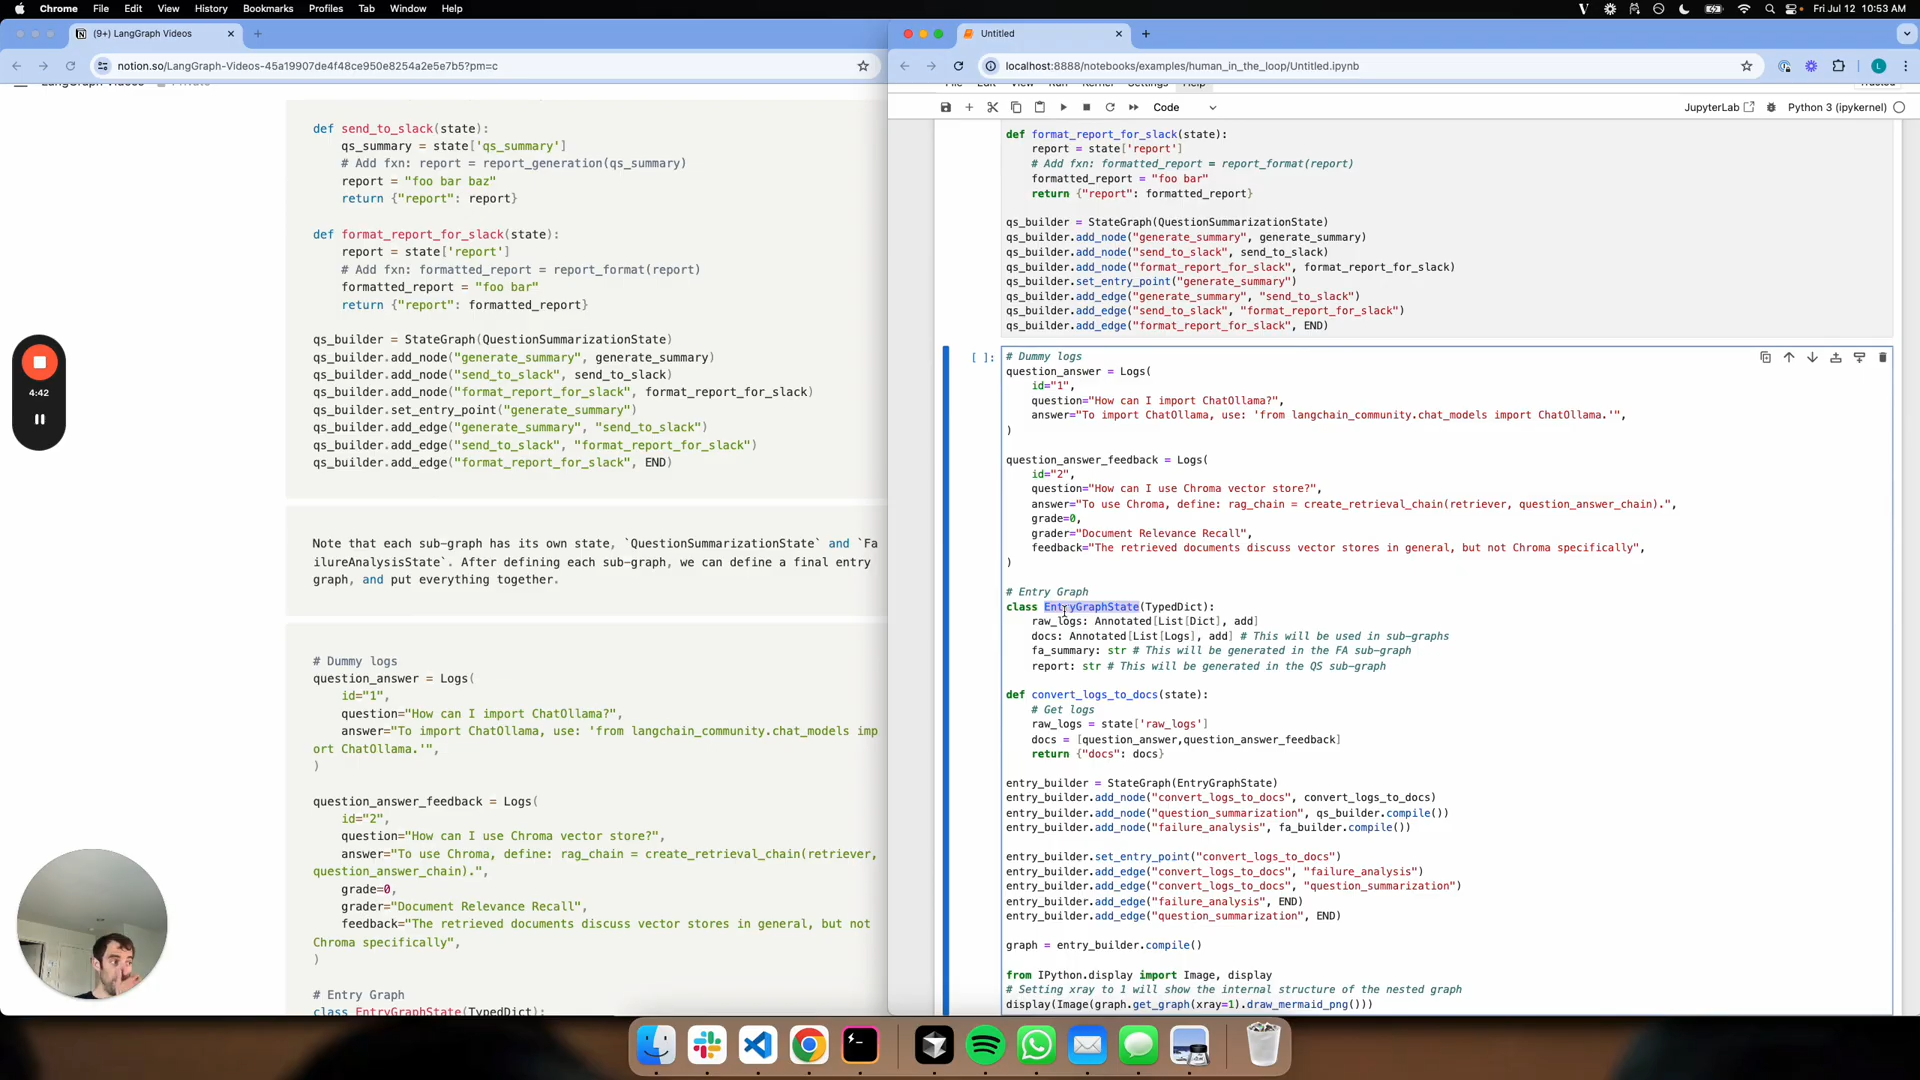 Chrome File Edit View History Bookmarks Profiles Tab Window Help
Fri Jul 12 10:53 AM
(9+) LangGraph Videos
notion.so/LangGraph-Videos-45a19907de4f48ce950e8254a2e5e7b5?pm=c
def send_to_slack(state):
qs_summary = state['qs_summary']
# Add fxn: report = report_generation(qs_summary)
report = "foo bar baz"
return {"report": report}
def format_report_for_slack(state):
report = state['report']
# Add fxn: formatted_report = report_format(report)
formatted_report = "foo bar"
return {"report": formatted_report}
qs_builder = StateGraph(QuestionSummarizationState)
qs_builder.add_node("generate_summary", generate_summary)
qs_builder.add_node("send_to_slack", send_to_slack)
qs_builder.add_node("format_report_for_slack", format_report_for_slack)
qs_builder.set_entry_point("generate_summary")
qs_builder.add_edge("generate_summary", "send_to_slack")
qs_builder.add_edge("send_to_slack", "format_report_for_slack")
qs_builder.add_edge("format_report_for_slack", END)
Note that each sub-graph has its own state, `QuestionSummarizationState` and `Fa
ilureAnalysisState`. After defining each sub-graph, we can define a final entry
graph, and put everything together.
# Dummy logs
question_answer = Logs(
id="1",
question="How can I import ChatOllama?",
answer="To import ChatOllama, use: 'from langchain_community.chat_models imp
ort ChatOllama.'",
)
question_answer_feedback = Logs(
id="2",
question="How can I use Chroma vector store?",
answer="To use Chroma, define: rag_chain = create_retrieval_chain(retriever,
question_answer_chain).",
grade=0,
grader="Document Relevance Recall",
feedback="The retrieved documents discuss vector stores in general, but not
Chroma specifically",
)
# Entry Graph
class EntryGraphState(TypedDict):
4:42
Untitled
localhost:8888/notebooks/examples/human_in_the_loop/Untitled.ipynb
L
Code
JupyterLab
Python 3 (ipykernel)
def format_report_for_slack(state):
report = state['report']
# Add fxn: formatted_report = report_format(report)
formatted_report = "foo bar"
return {"report": formatted_report}
qs_builder = StateGraph(QuestionSummarizationState)
qs_builder.add_node("generate_summary", generate_summary)
qs_builder.add_node("send_to_slack", send_to_slack)
qs_builder.add_node("format_report_for_slack", format_report_for_slack)
qs_builder.set_entry_point("generate_summary")
qs_builder.add_edge("generate_summary", "send_to_slack")
qs_builder.add_edge("send_to_slack", "format_report_for_slack")
qs_builder.add_edge("format_report_for_slack", END)
[ ]:
# Dummy logs
question_answer = Logs(
id="1",
question="How can I import ChatOllama?",
answer="To import ChatOllama, use: 'from langchain_community.chat_models import ChatOllama.'",
)
question_answer_feedback = Logs(
id="2",
question="How can I use Chroma vector store?",
answer="To use Chroma, define: rag_chain = create_retrieval_chain(retriever, question_answer_chain).",
grade=0,
grader="Document Relevance Recall",
feedback="The retrieved documents discuss vector stores in general, but not Chroma specifically",
)
# Entry Graph
class EntryGraphState(TypedDict):
raw_logs: Annotated[List[Dict], add]
docs: Annotated[List[Logs], add] # This will be used in sub-graphs
fa_summary: str # This will be generated in the FA sub-graph
report: str # This will be generated in the QS sub-graph
def convert_logs_to_docs(state):
# Get logs
raw_logs = state['raw_logs']
docs = [question_answer,question_answer_feedback]
return {"docs": docs}
entry_builder = StateGraph(EntryGraphState)
entry_builder.add_node("convert_logs_to_docs", convert_logs_to_docs)
entry_builder.add_node("question_summarization", qs_builder.compile())
entry_builder.add_node("failure_analysis", fa_builder.compile())
entry_builder.set_entry_point("convert_logs_to_docs")
entry_builder.add_edge("convert_logs_to_docs", "failure_analysis")
entry_builder.add_edge("convert_logs_to_docs", "question_summarization")
entry_builder.add_edge("failure_analysis", END)
entry_builder.add_edge("question_summarization", END)
graph = entry_builder.compile()
from IPython.display import Image, display
# Setting xray to 1 will show the internal structure of the nested graph
display(Image(graph.get_graph(xray=1).draw_mermaid_png()))